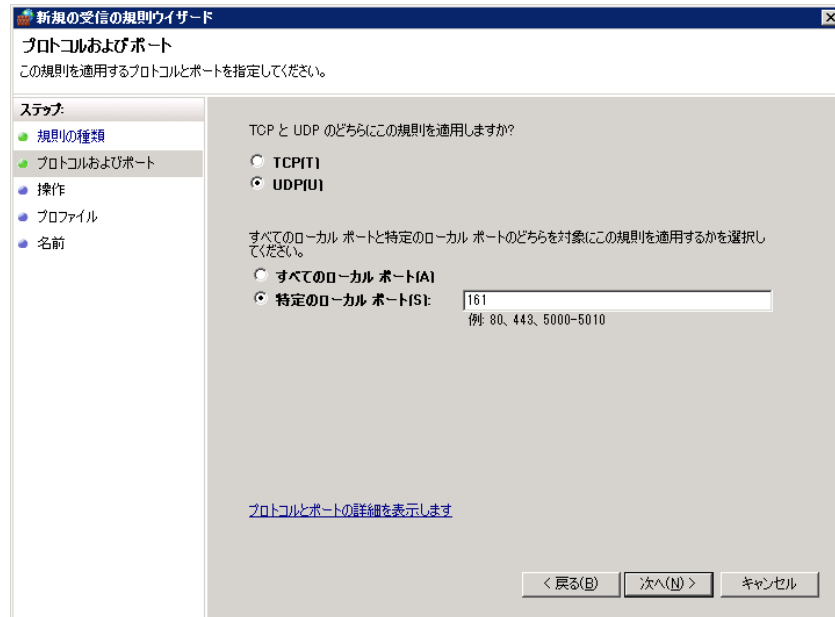 新規の受信の規則ウィザード
プロトコルおよびポート
この規則を適用するプロトコルとポートを指定してください。
ステップ:
規則の種類
プロトコルおよびポート
操作
プロファイル
名前
TCP と UDP のどちらにこの規則を適用しますか?
TCP(T)
UDP(U)
すべてのローカル ポートと特定のローカル ポートのどちらを対象にこの規則を適用するかを選択し
てください。
すべてのローカル ポート(A)
特定のローカル ポート(S):
161
例: 80、443、5000-5010
プロトコルとポートの詳細を表示します
< 戻る(B)
次へ(N) >
キャンセル